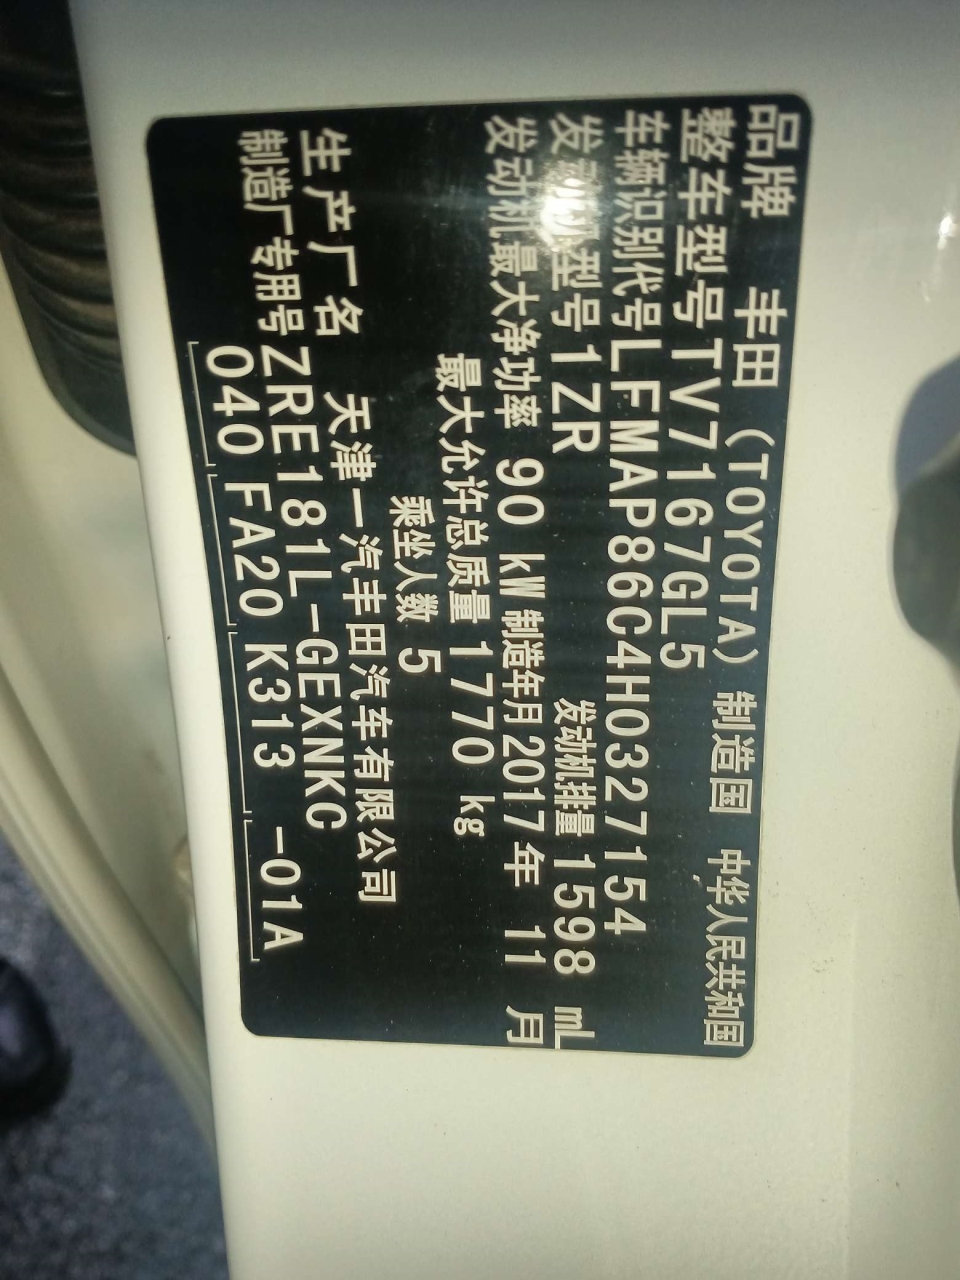 品牌 丰田 (TOYOTA) 制造国 中华人民共和国
整车型号 TV7167GL5
车辆识别代号 LFMAP86C4H0327154
发动机型号 1ZR 发动机排量 1598 mL
发动机最大净功率 90 kW 制造年月 2017 年 11 月
最大允许总质量 1770 kg
乘坐人数 5
生产厂名 天津一汽丰田汽车有限公司
制造厂专用号 ZRE181L-GEXNKC
040 FA20 K313 -01A